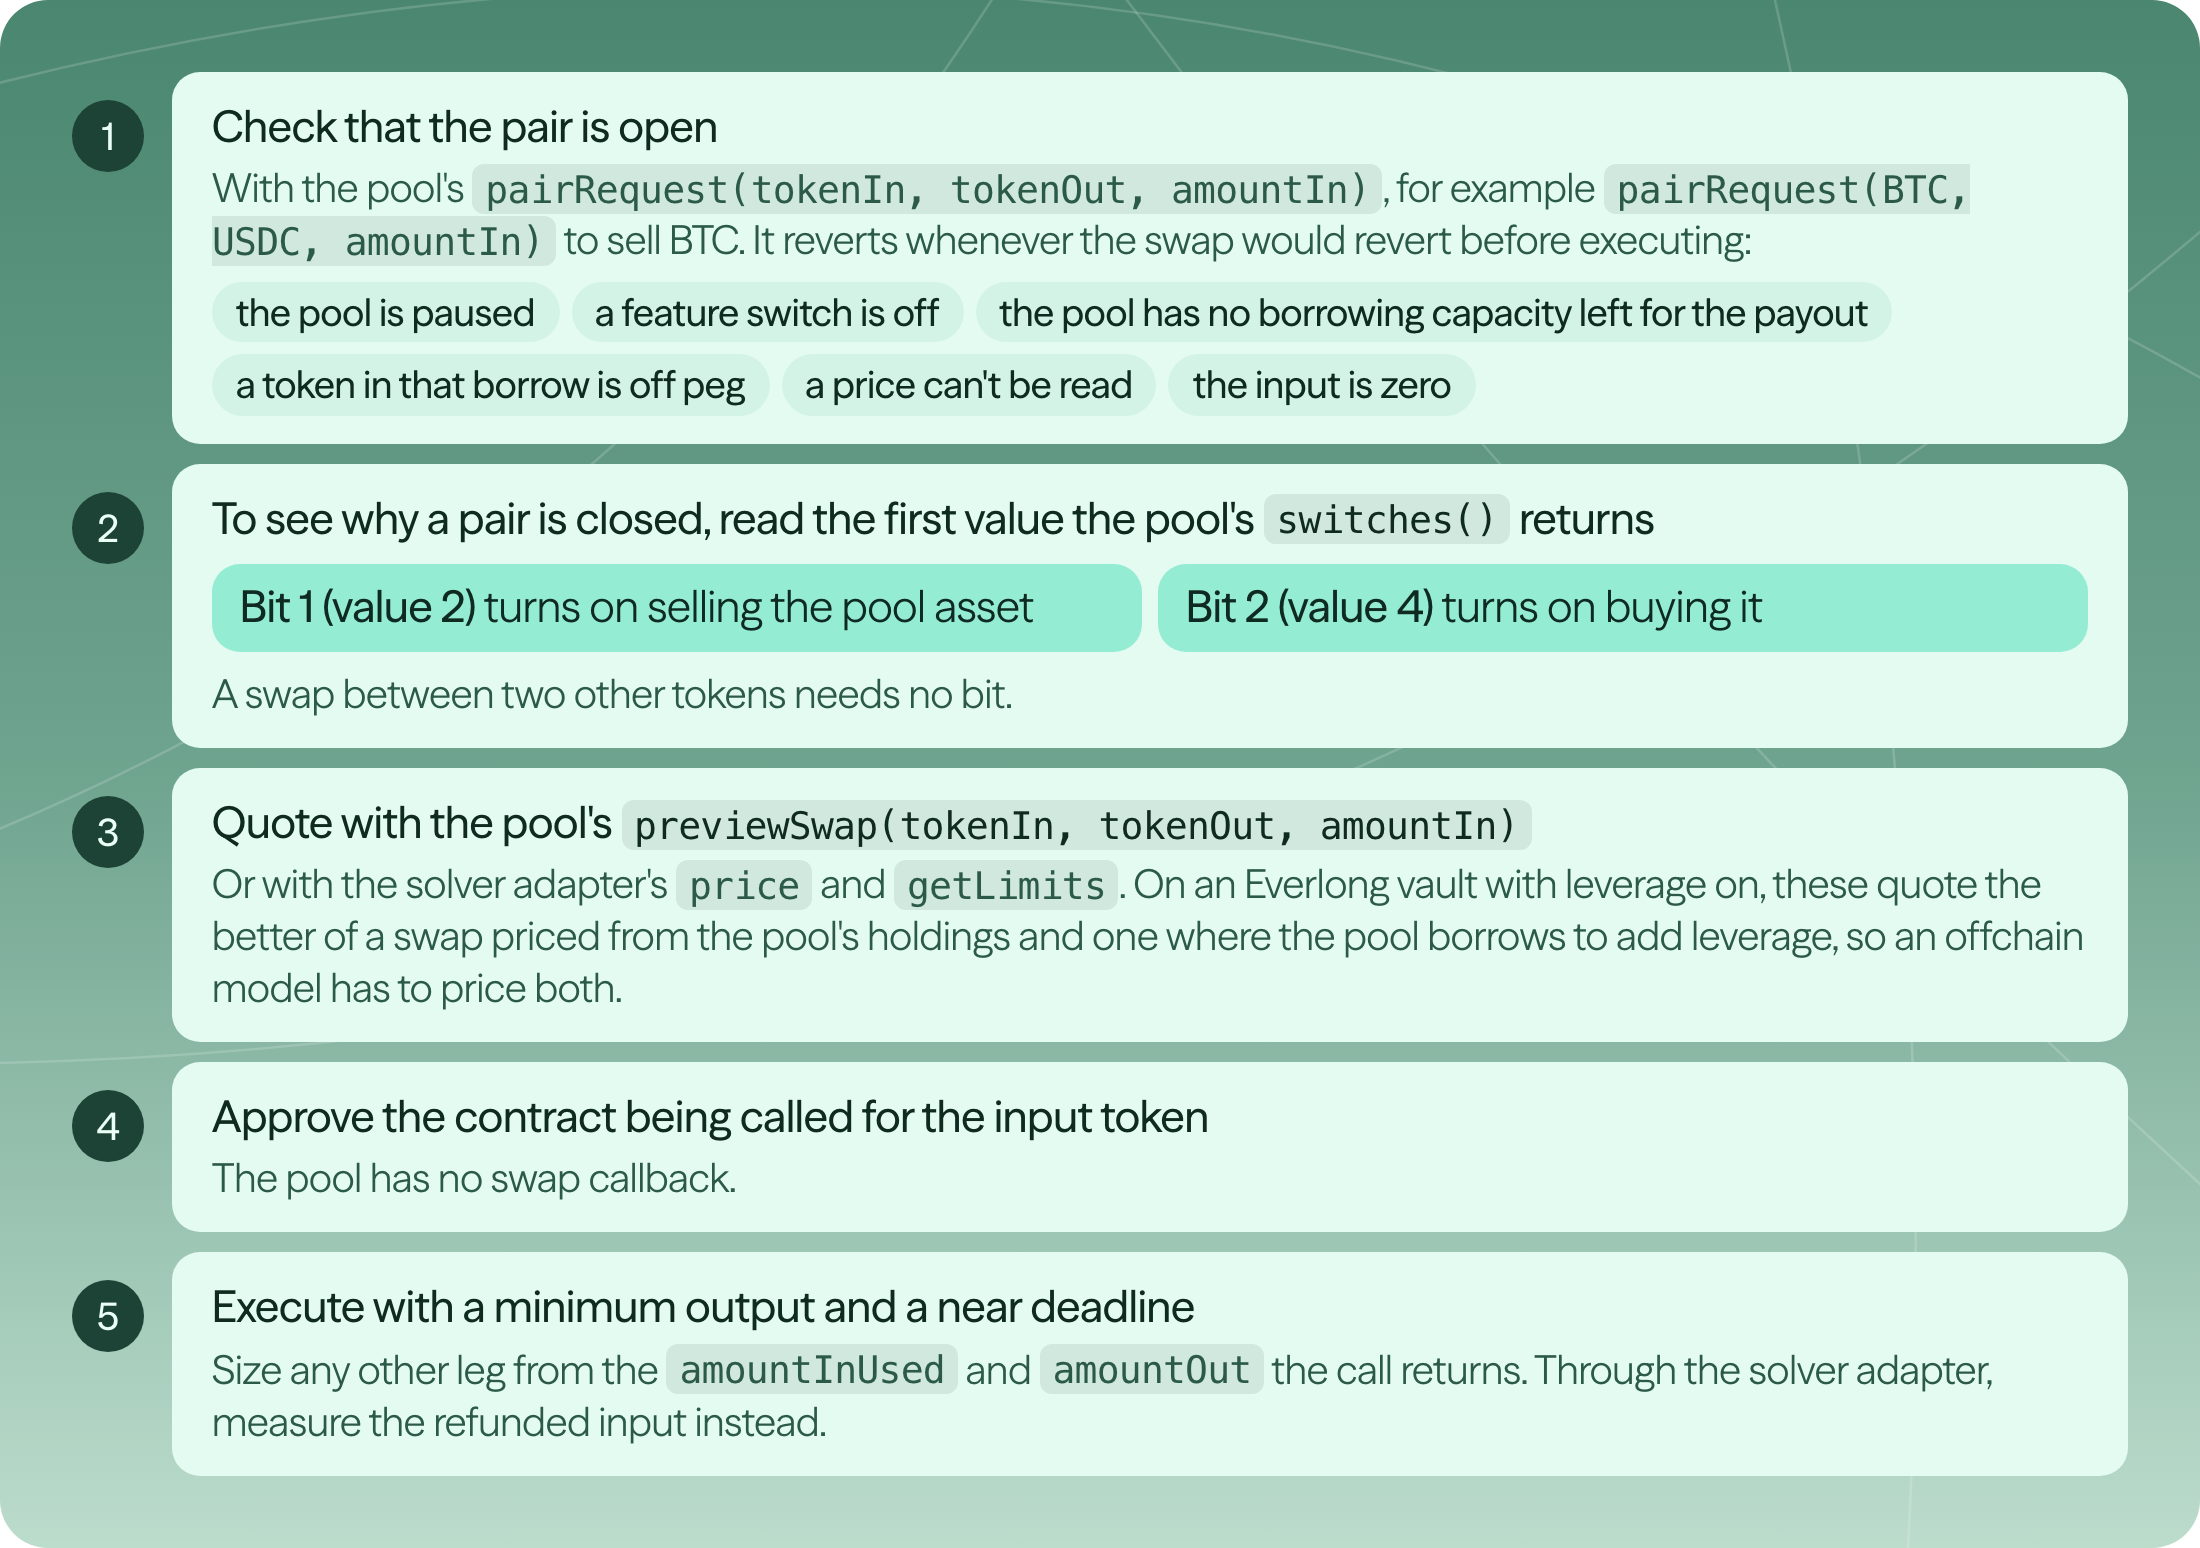 1
Check that the pair is open
With the pool's pairRequest(tokenIn, tokenOut, amountIn), for example pairRequest(BTC,
USDC, amountIn) to sell BTC. It reverts whenever the swap would revert before executing:
the pool is paused
a feature switch is off
the pool has no borrowing capacity left for the payout
a token in that borrow is off peg
a price can't be read
the input is zero
2
To see why a pair is closed, read the first value the pool's switches() returns
Bit 1 (value 2) turns on selling the pool asset
Bit 2 (value 4) turns on buying it
A swap between two other tokens needs no bit.
3
Quote with the pool's previewSwap(tokenIn, tokenOut, amountIn)
Or with the solver adapter's price and getLimits. On an Everlong vault with leverage on, these quote the
better of a swap priced from the pool's holdings and one where the pool borrows to add leverage, so an offchain
model has to price both.
4
Approve the contract being called for the input token
The pool has no swap callback.
5
Execute with a minimum output and a near deadline
Size any other leg from the amountInUsed and amountOut the call returns. Through the solver adapter,
measure the refunded input instead.